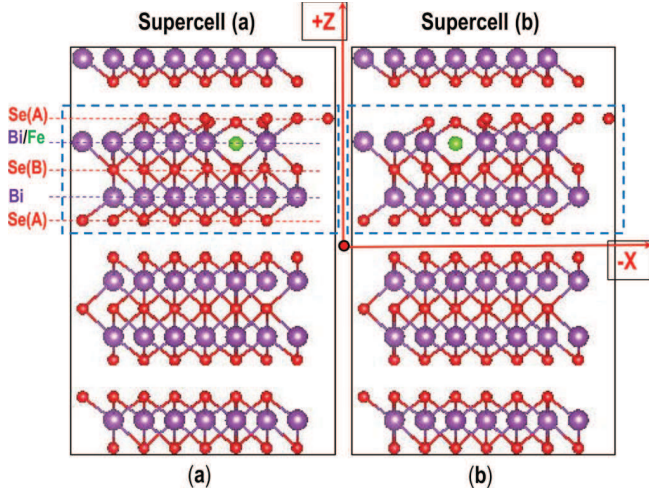 Supercell (a)
+Z
Supercell (b)
Se(A)
Bi/Fe
Se(B)
Bi
Se(A)
-X
(a)
(b)